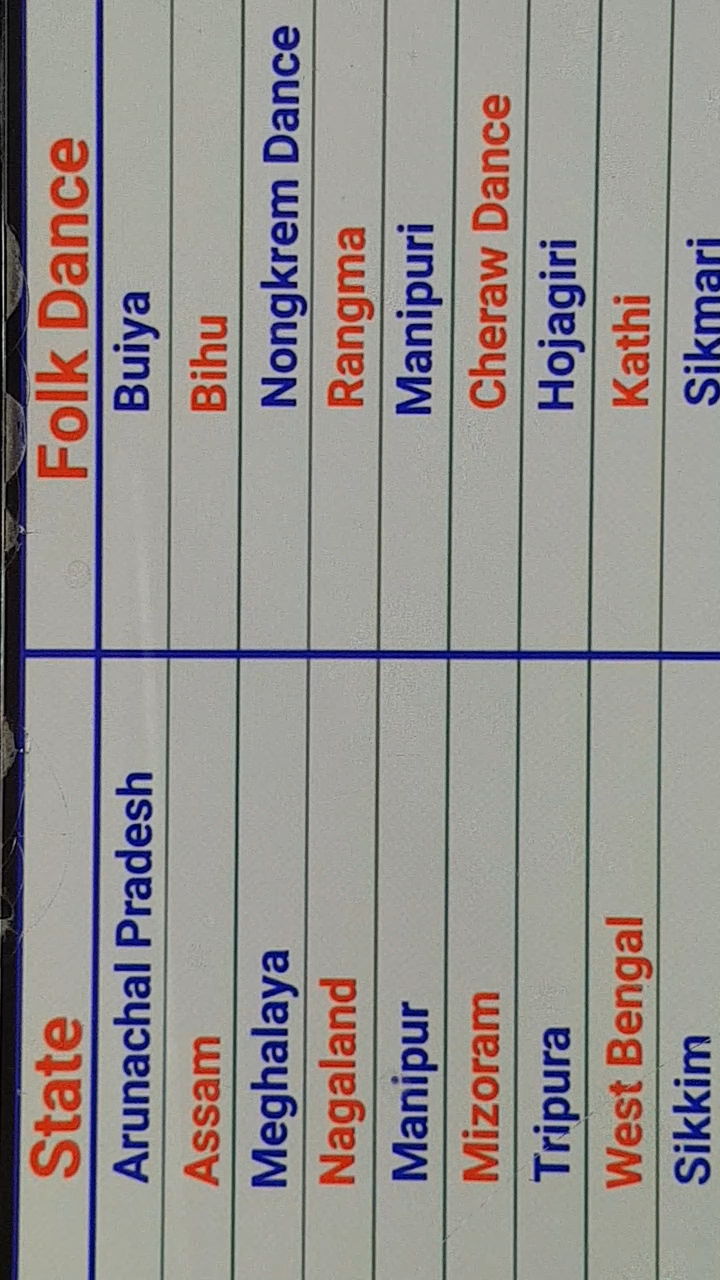 State Folk Dance
Arunachal Pradesh Buiya
Assam Bihu
Meghalaya Nongkrem Dance
Nagaland Rangma
Manipur Manipuri
Mizoram Cheraw Dance
Tripura Hojagiri
West Bengal Kathi
Sikkim Sikmari